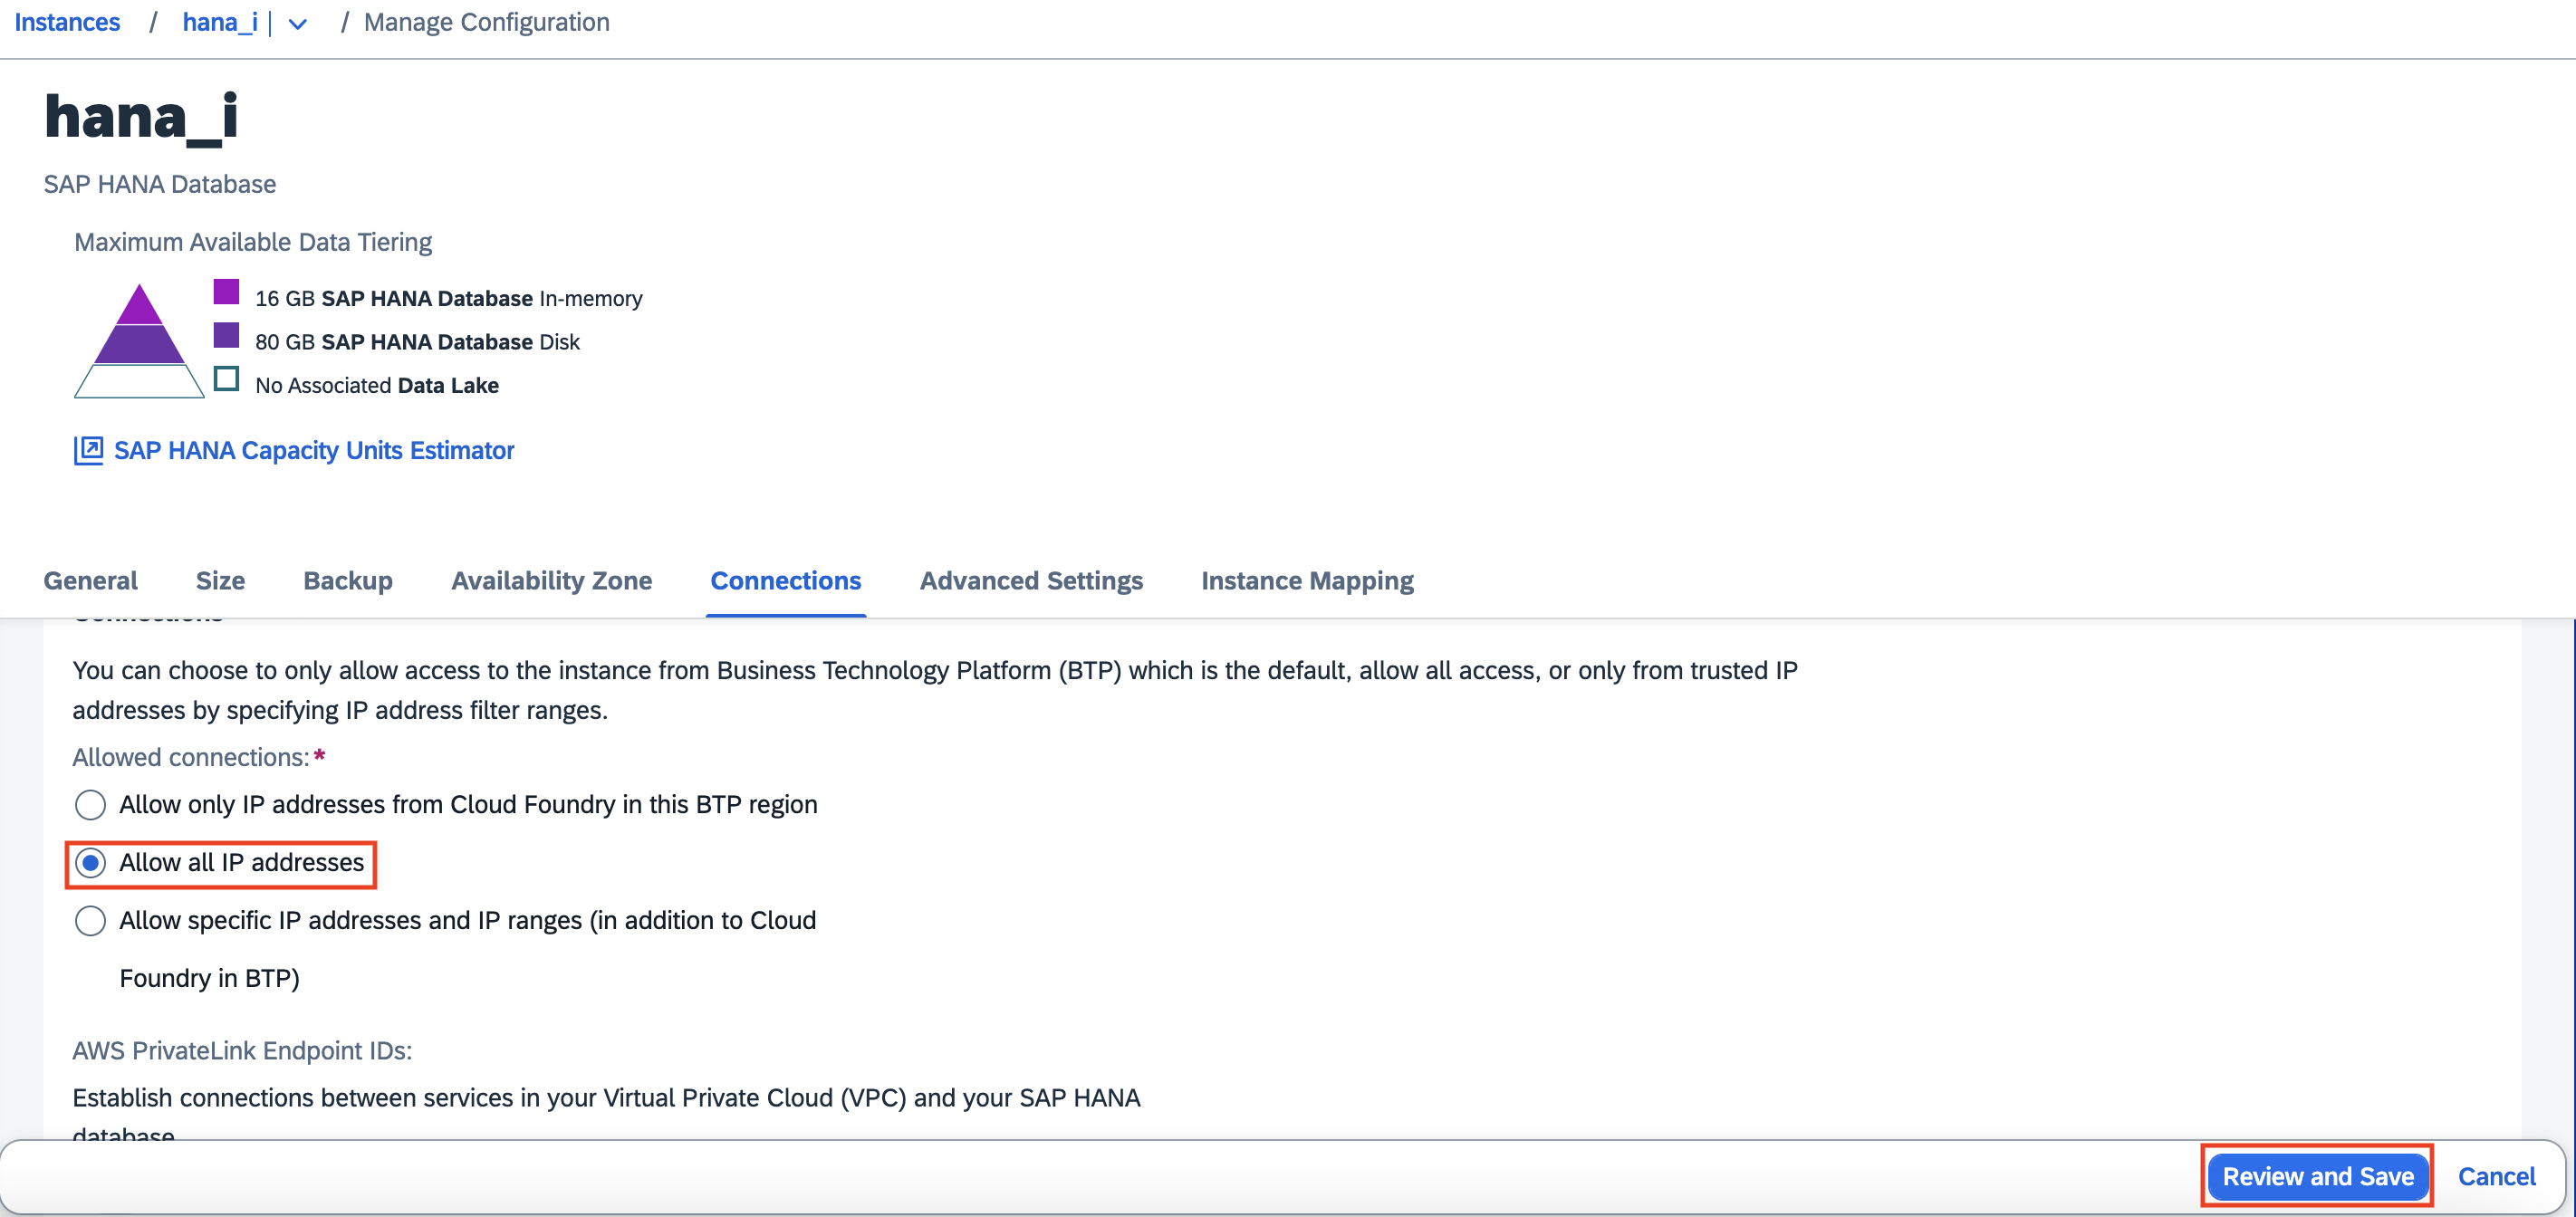 Instances / hana_i | / Manage Configuration
hana_i
SAP HANA Database
Maximum Available Data Tiering
16 GB SAP HANA Database In-memory
80 GB SAP HANA Database Disk
No Associated Data Lake
SAP HANA Capacity Units Estimator
General Size Backup Availability Zone Connections Advanced Settings Instance Mapping
Connections
You can choose to only allow access to the instance from Business Technology Platform (BTP) which is the default, allow all access, or only from trusted IP
addresses by specifying IP address filter ranges.
Allowed connections:*
Allow only IP addresses from Cloud Foundry in this BTP region
Allow all IP addresses
Allow specific IP addresses and IP ranges (in addition to Cloud
Foundry in BTP)
AWS PrivateLink Endpoint IDs:
Establish connections between services in your Virtual Private Cloud (VPC) and your SAP HANA
database
Review and Save Cancel